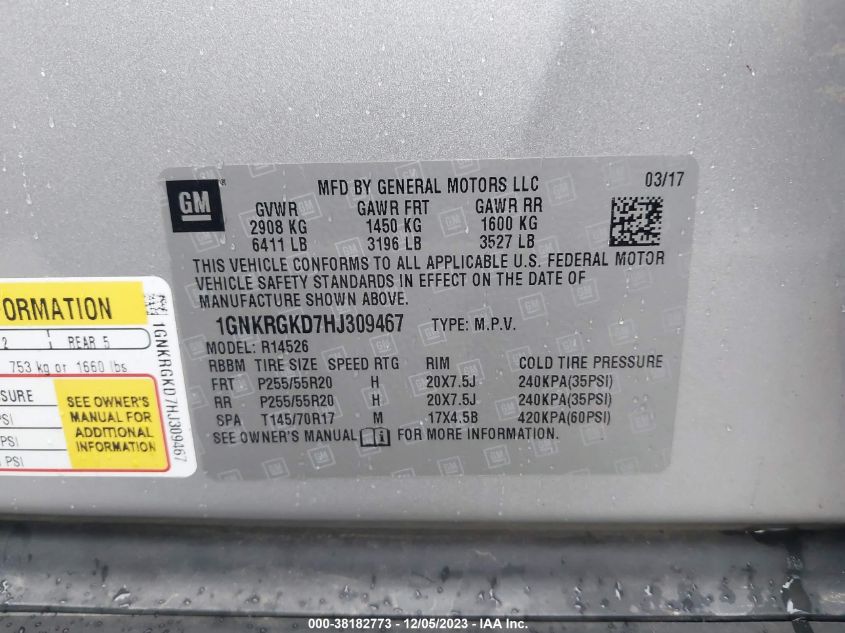 GM
MFD BY GENERAL MOTORS LLC
03/17
GVWR GAWR FRT GAWR RR
2908 KG 1450 KG 1600 KG
6411 LB 3196 LB 3527 LB
THIS VEHICLE CONFORMS TO ALL APPLICABLE U.S. FEDERAL MOTOR
VEHICLE SAFETY STANDARDS IN EFFECT ON THE DATE OF
MANUFACTURE SHOWN ABOVE.
1GNKRGKD7HJ309467 TYPE: M.P.V.
MODEL: R14526
RBBM TIRE SIZE SPEED RTG RIM COLD TIRE PRESSURE
FRT P255/55R20 H 20X7.5J 240KPA(35PSI)
RR P255/55R20 H 20X7.5J 240KPA(35PSI)
SPA T145/70R17 M 17X4.5B 420KPA(60PSI)
SEE OWNER'S MANUAL FOR MORE INFORMATION.
ORMATION
2 REAR 5
753 kg or 1660 lbs
SSURE
PSI
PSI
PSI
SEE OWNER'S
MANUAL FOR
ADDITIONAL
INFORMATION
1GNKRGKD7HJ309467
000-38182773 - 12/05/2023 - IAA Inc.